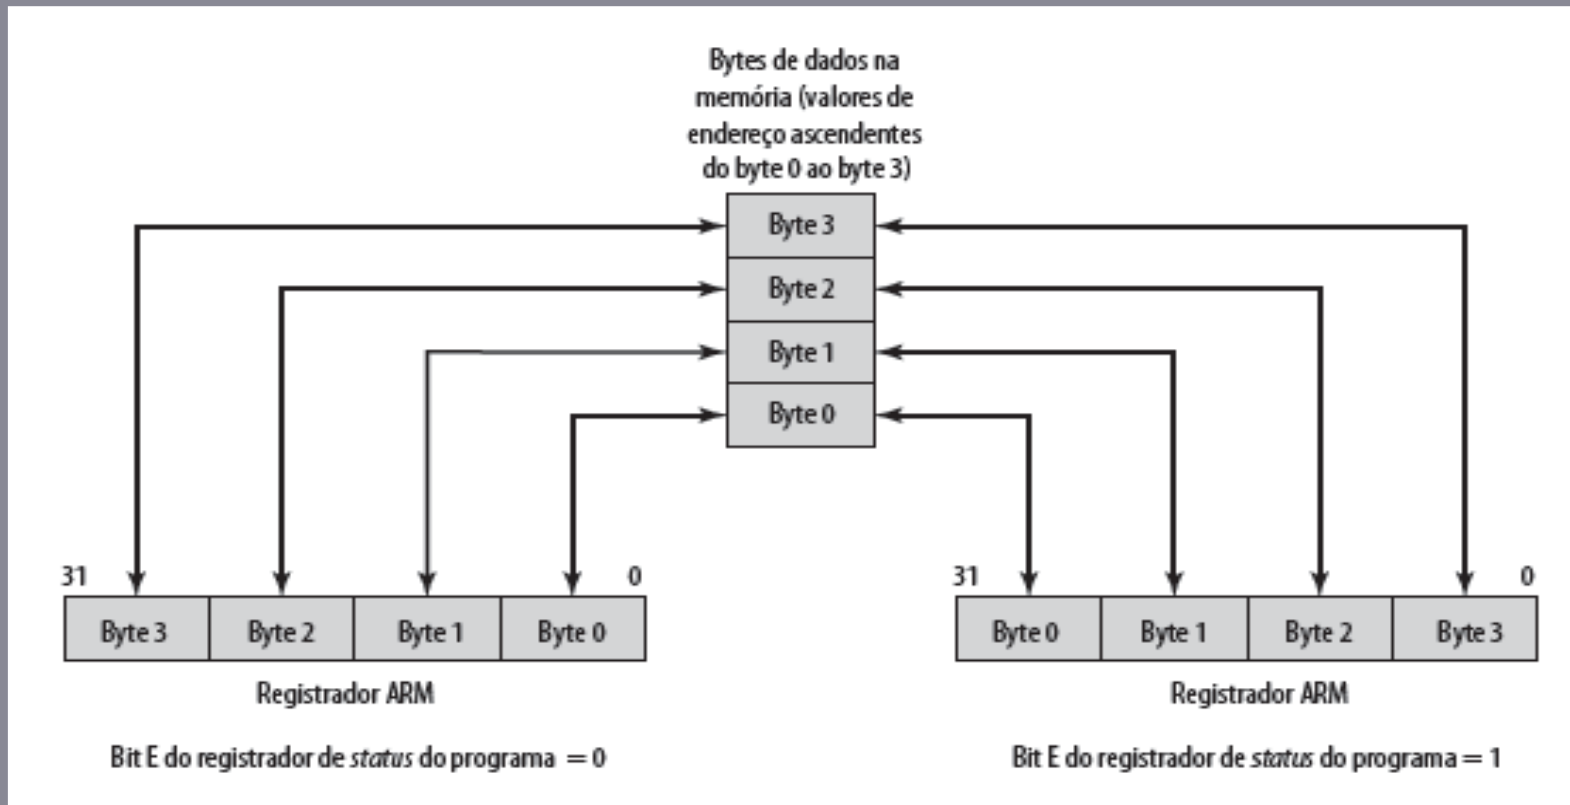 Bytes de dados na
memória (valores de
endereço ascendentes
do byte 0 ao byte 3)
Byte 3
Byte 2
Byte 1
Byte 0
31 0
Byte 3 Byte 2 Byte 1 Byte 0
Registrador ARM
Bit E do registrador de status do programa = 0
31 0
Byte 0 Byte 1 Byte 2 Byte 3
Registrador ARM
Bit E do registrador de status do programa = 1